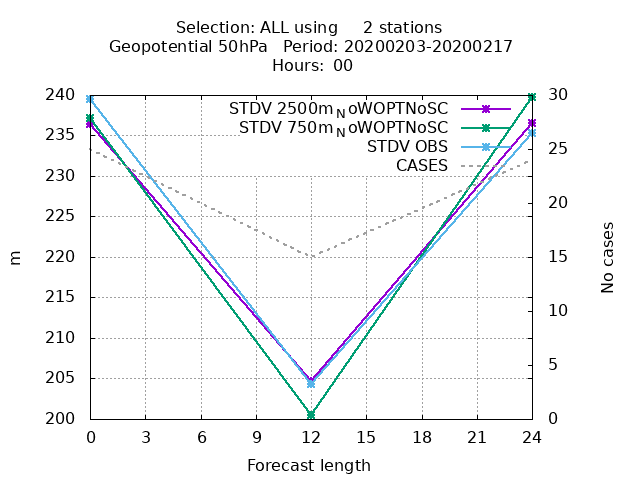 Selection: ALL using 2 stations
Geopotential 50hPa Period: 20200203-20200217
Hours: 00
STDV 2500m_NoWOPTNoSC
STDV 750m_NoWOPTNoSC
STDV OBS
CASES
240
235
230
225
220
215
210
205
200
m
30
25
20
15
10
5
0
No cases
0 3 6 9 12 15 18 21 24
Forecast length